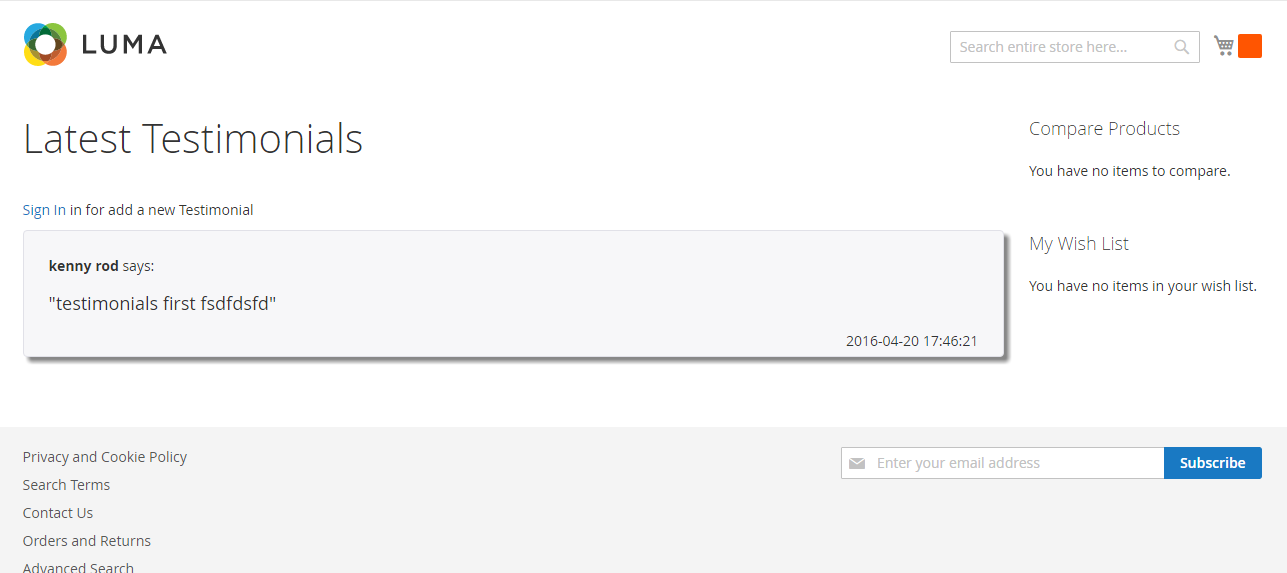 LUMA
Search entire store here...
Latest Testimonials
Sign In in for add a new Testimonial
kenny rod says:
"testimonials first fsdfdsfd"
2016-04-20 17:46:21
Compare Products
You have no items to compare.
My Wish List
You have no items in your wish list.
Privacy and Cookie Policy
Search Terms
Contact Us
Orders and Returns
Advanced Search
Enter your email address
Subscribe